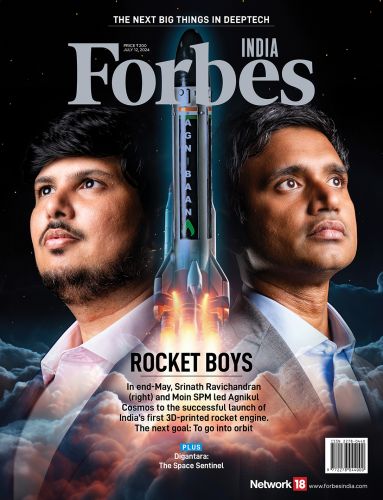 THE NEXT BIG THINGS IN DEEPTECH
PRICE ₹ 200
JULY 12, 2024
INDIA
Forbes
AGNIBAAN
ROCKET BOYS
In end-May, Srinath Ravichandran
(right) and Moin SPM led Agnikul
Cosmos to the successful launch of
India's first 3D-printed rocket engine.
The next goal: To go into orbit
PLUS
Digantara:
The Space Sentinel
Network 18
www.forbesindia.com